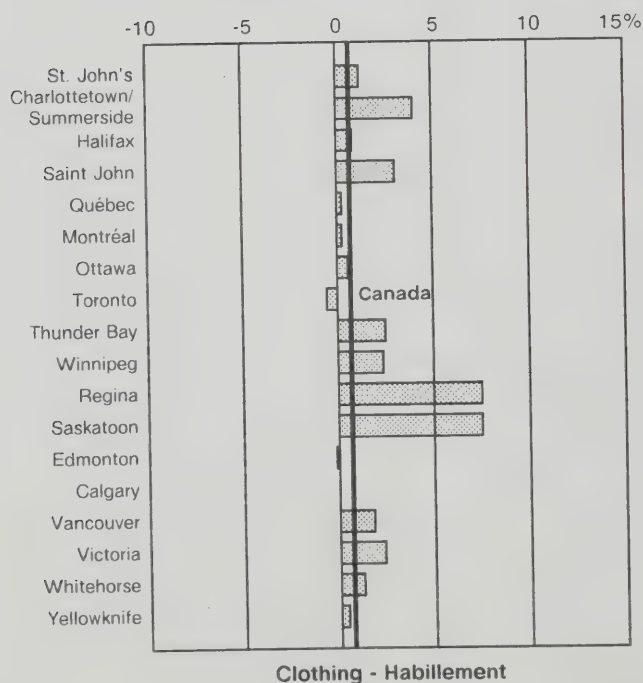 -10 -5 0 5 10 15%
St. John's
Charlottetown/
Summerside
Halifax
Saint John
Québec
Montréal
Ottawa
Toronto
Canada
Thunder Bay
Winnipeg
Regina
Saskatoon
Edmonton
Calgary
Vancouver
Victoria
Whitehorse
Yellowknife
Clothing - Habillement